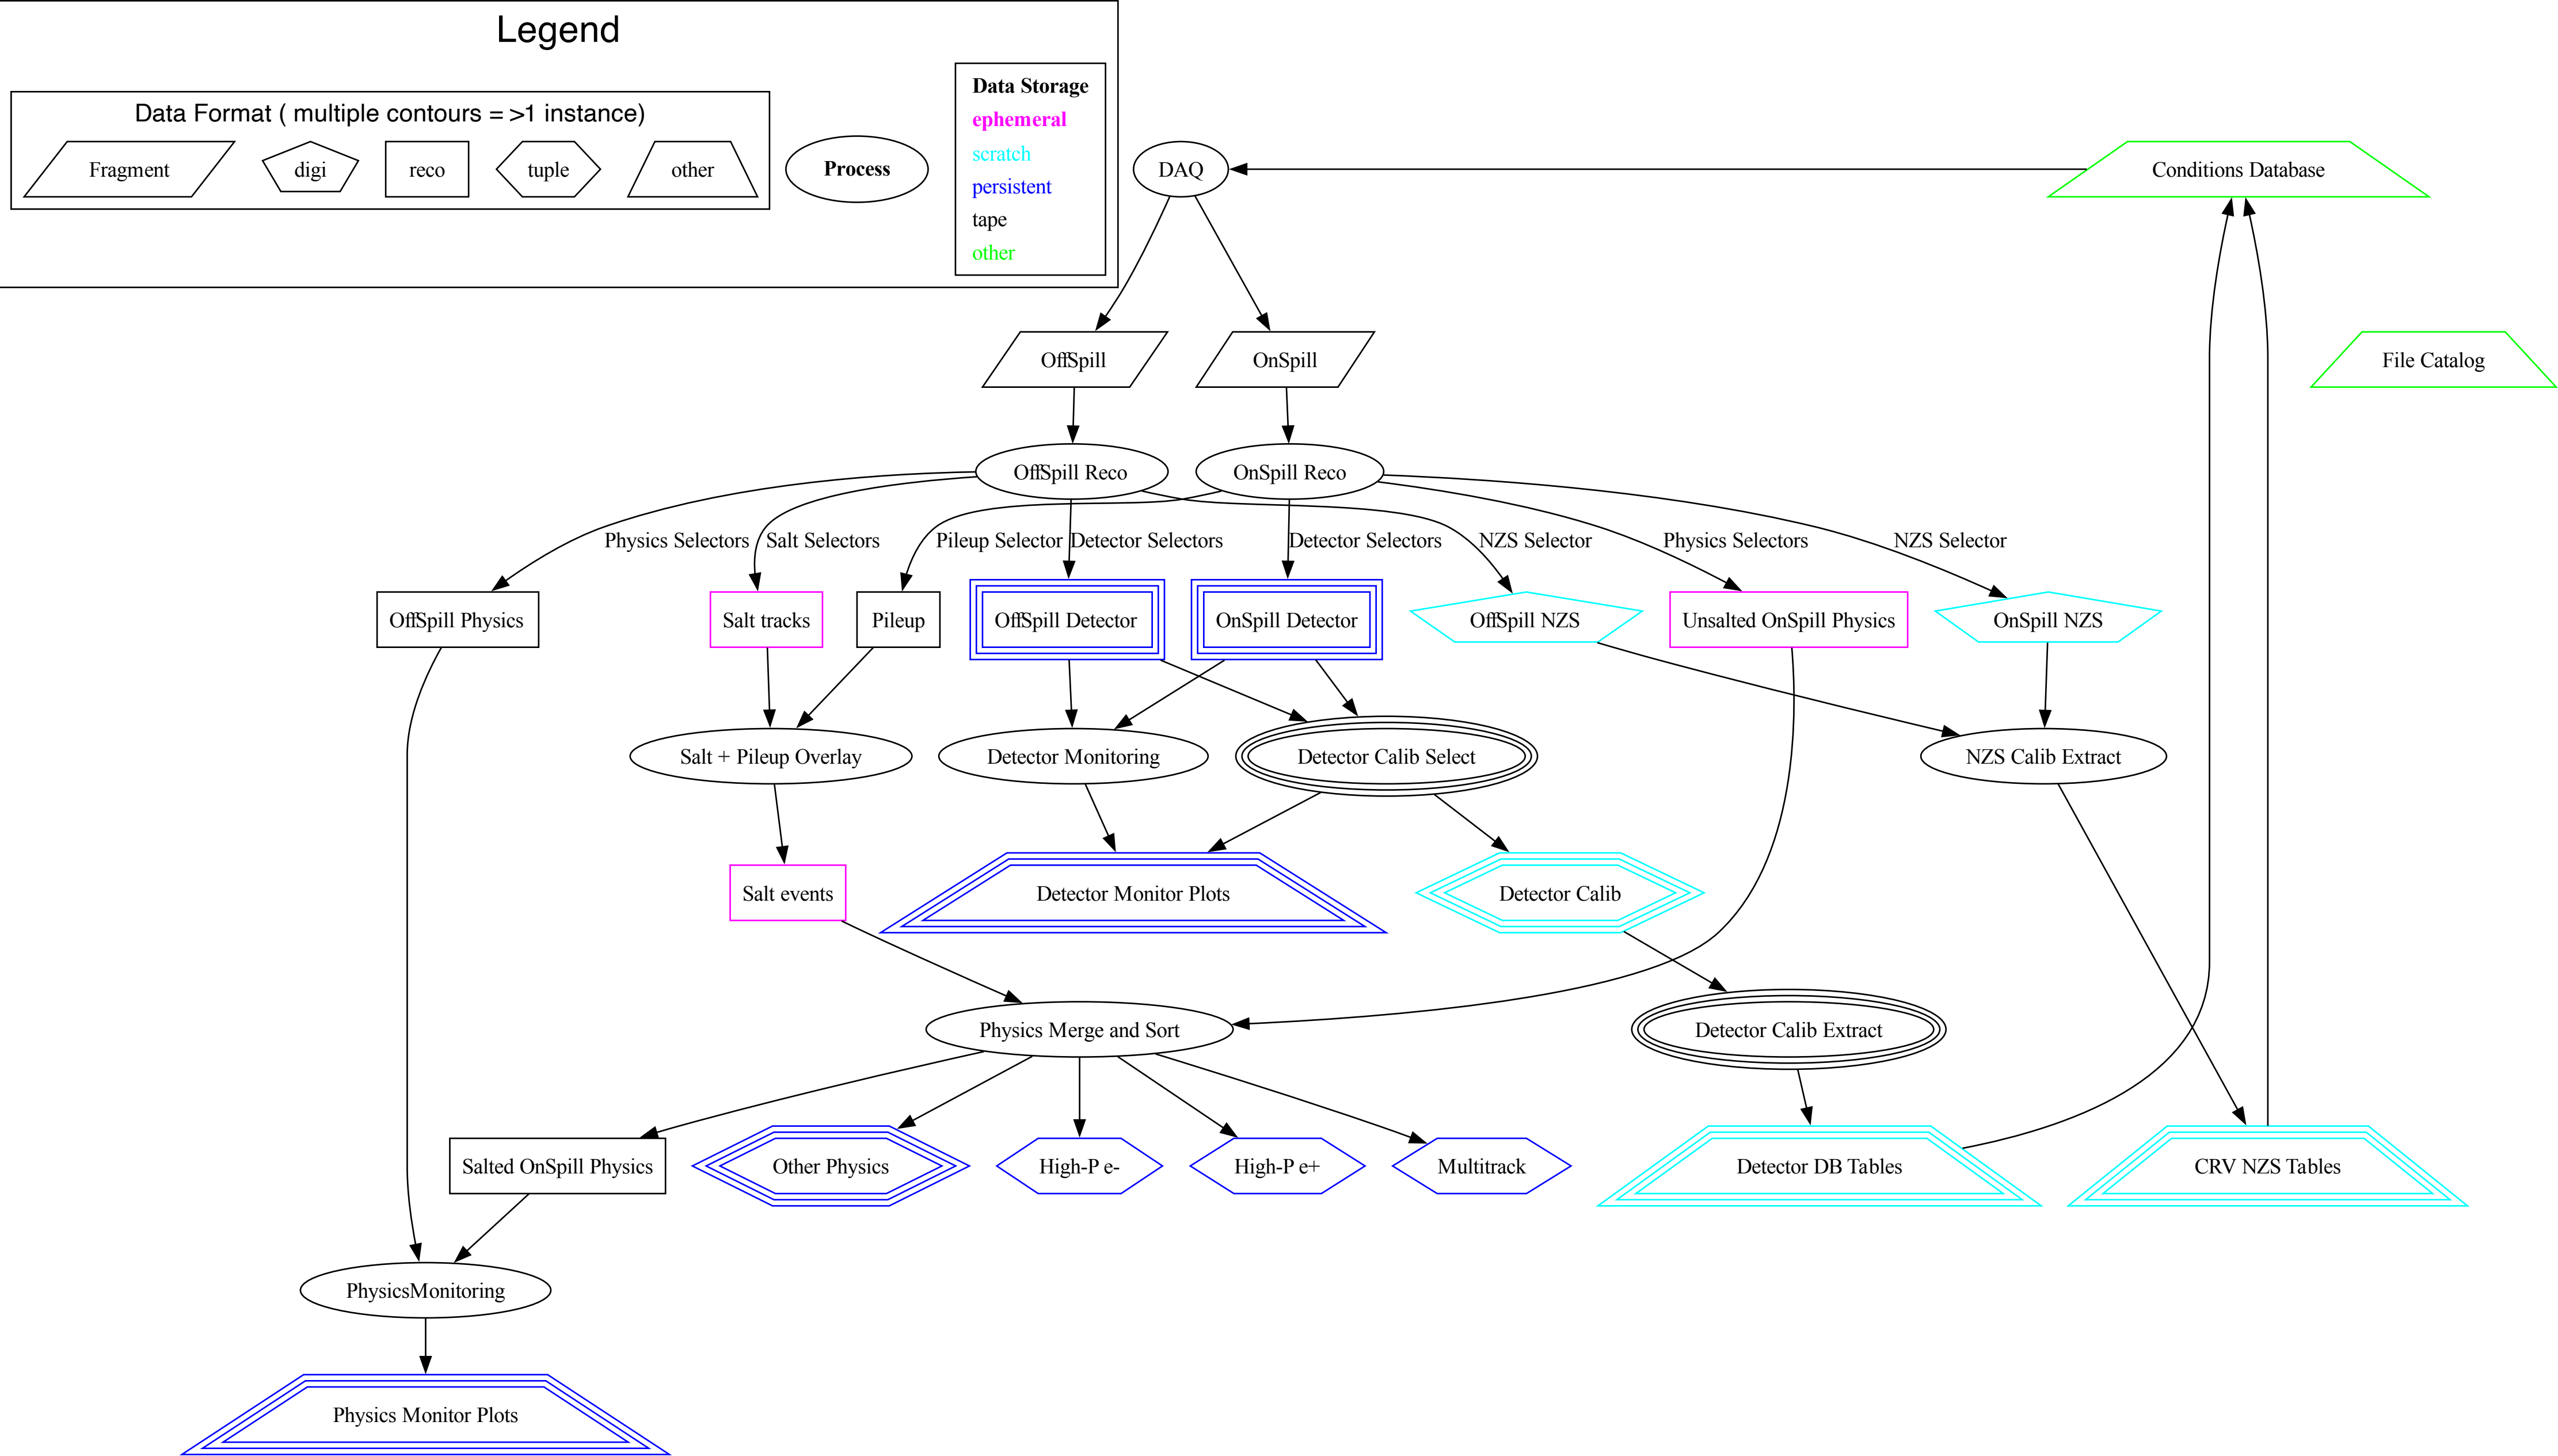 Legend
Data Format ( multiple contours = >1 instance)
Fragment
digi
reco
tuple
other
Process
Data Storage
ephemeral
scratch
persistent
tape
other
DAQ
Conditions Database
OffSpill
OnSpill
File Catalog
OffSpill Reco
OnSpill Reco
Physics Selectors
Salt Selectors
Pileup Selector
Detector Selectors
Detector Selectors
NZS Selector
Physics Selectors
NZS Selector
OffSpill Physics
Salt tracks
Pileup
OffSpill Detector
OnSpill Detector
OffSpill NZS
Unsalted OnSpill Physics
OnSpill NZS
Salt + Pileup Overlay
Detector Monitoring
Detector Calib Select
NZS Calib Extract
Salt events
Detector Monitor Plots
Detector Calib
Physics Merge and Sort
Detector Calib Extract
Salted OnSpill Physics
Other Physics
High-P e-
High-P e+
Multitrack
Detector DB Tables
CRV NZS Tables
PhysicsMonitoring
Physics Monitor Plots